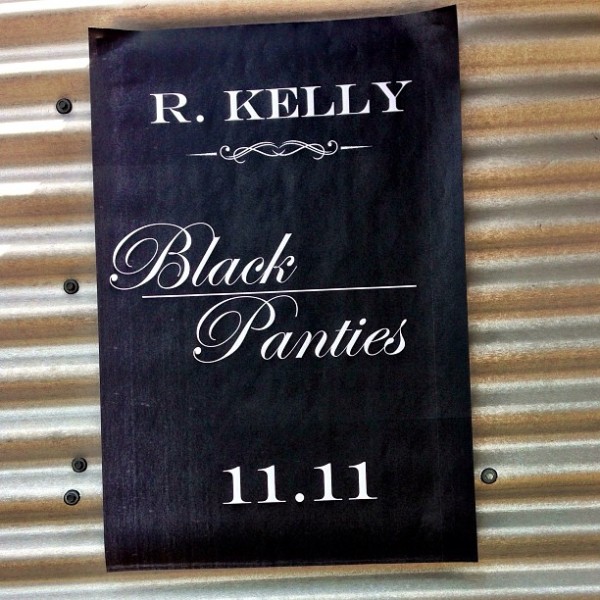 R. KELLY
Black
Panties
11.11